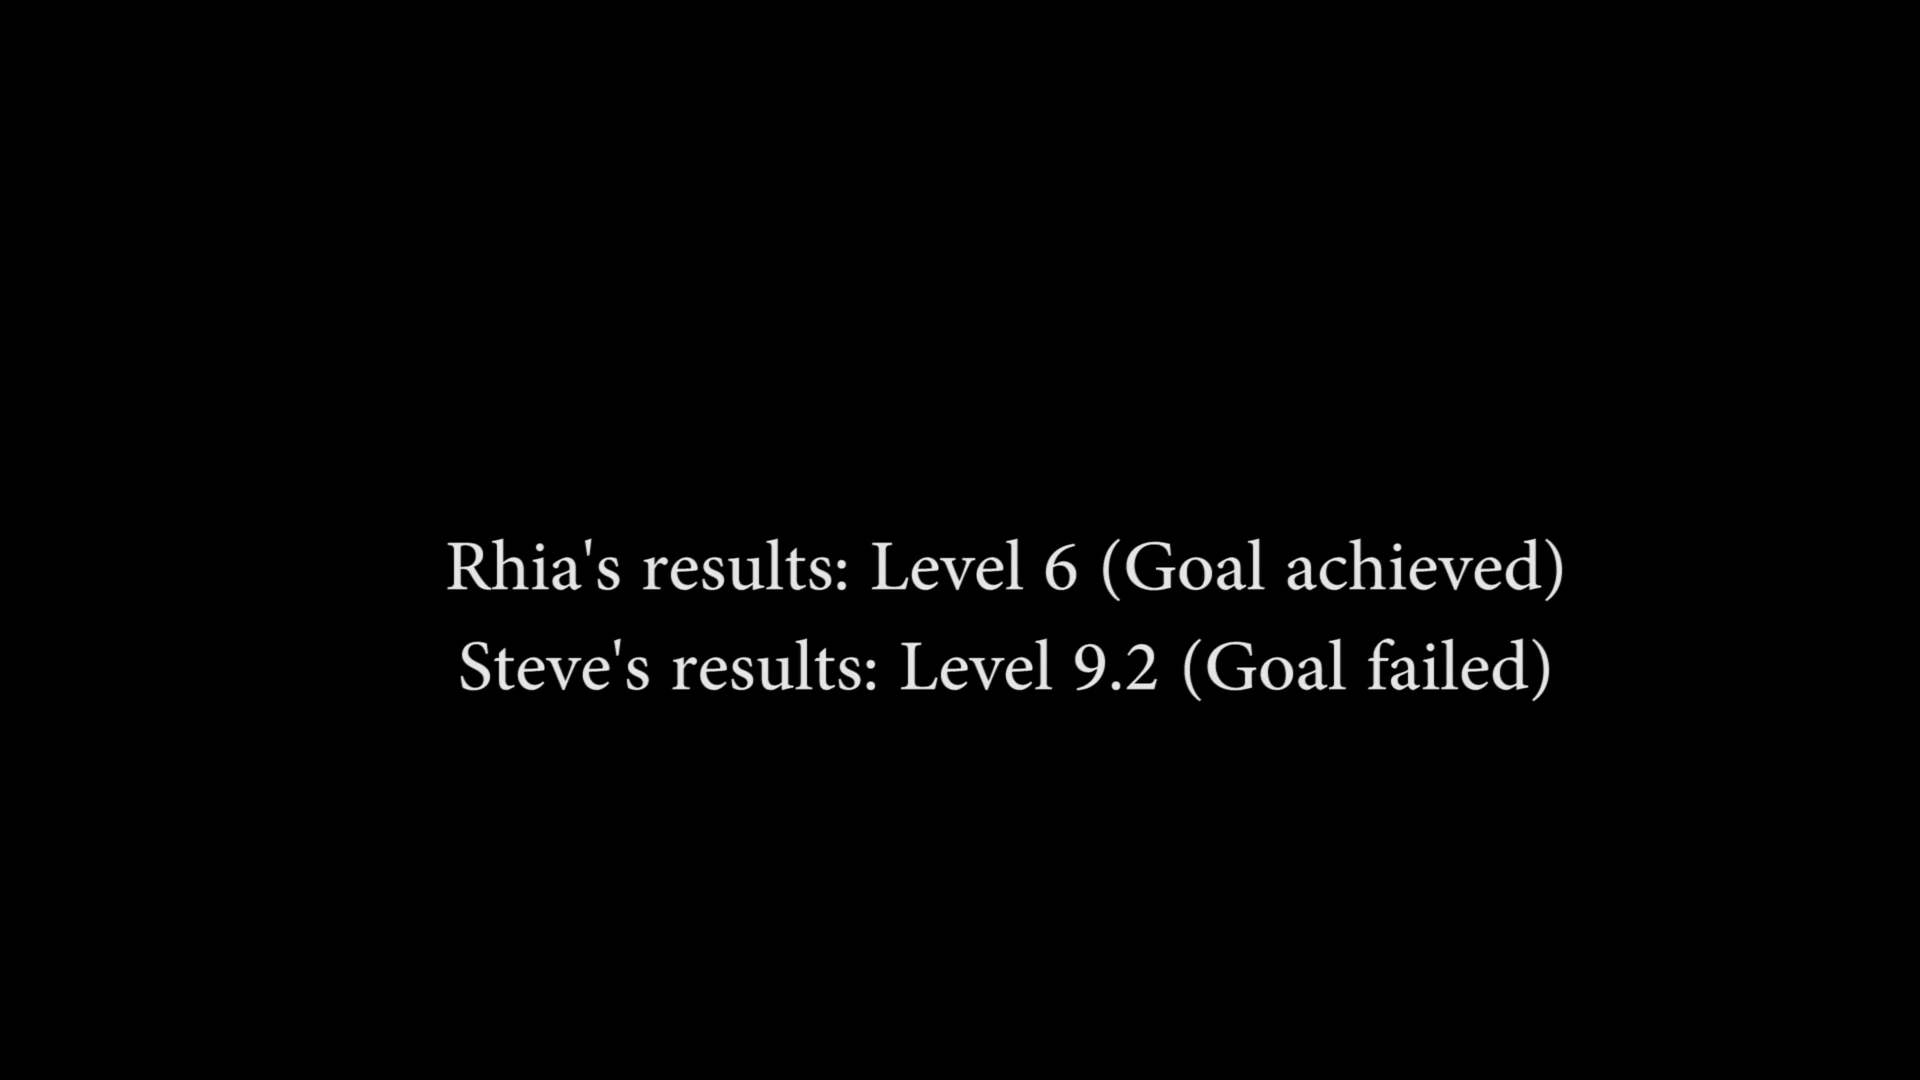 Rhia's results: Level 6 (Goal achieved)
Steve's results: Level 9.2 (Goal failed)